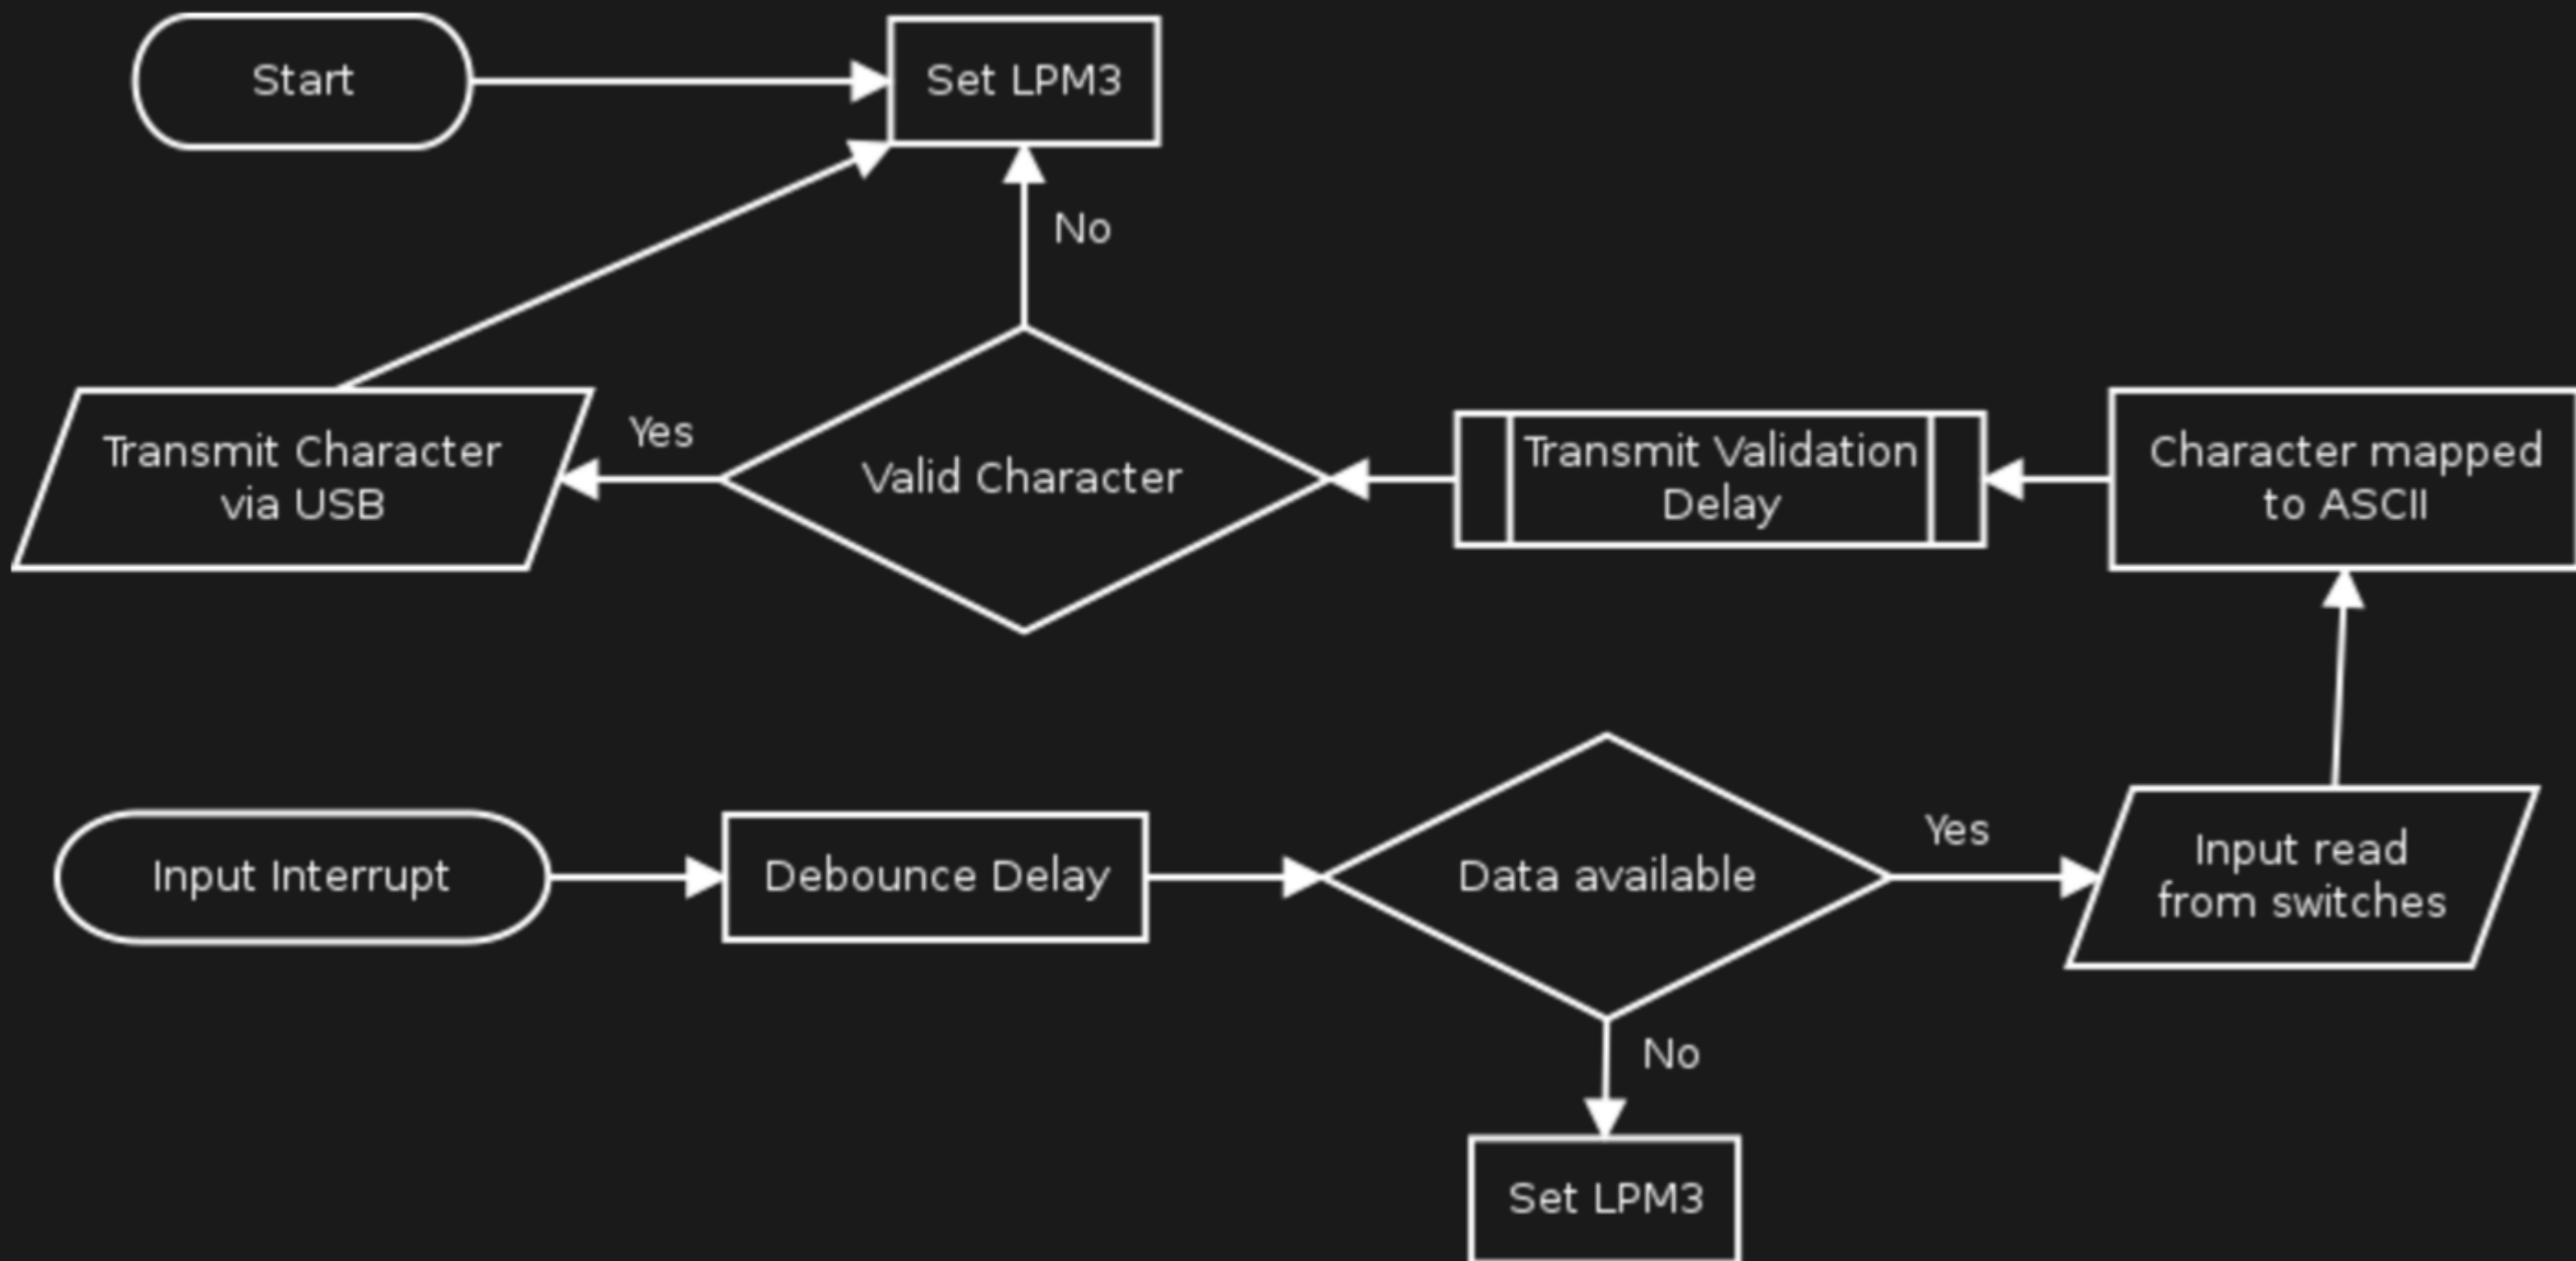 Start
Set LPM3
No
Transmit Character
via USB
Yes
Valid Character
Transmit Validation
Delay
Character mapped
to ASCII
Input Interrupt
Debounce Delay
Data available
Yes
Input read
from switches
No
Set LPM3